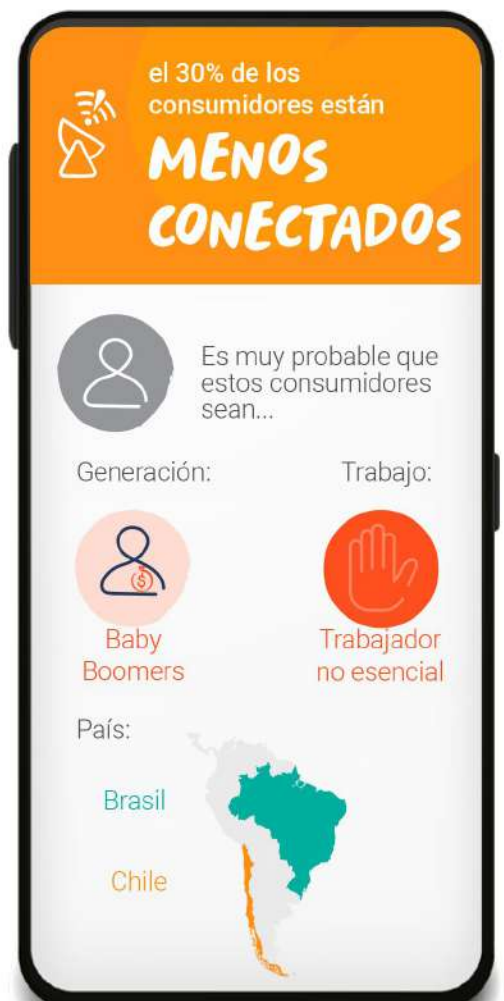 el 30% de los
consumidores están
MENOS
CONECTADOS
Es muy probable que
estos consumidores
sean...
Generación:
Trabajo:
$
Baby
Boomers
Trabajador
no esencial
País:
Brasil
Chile